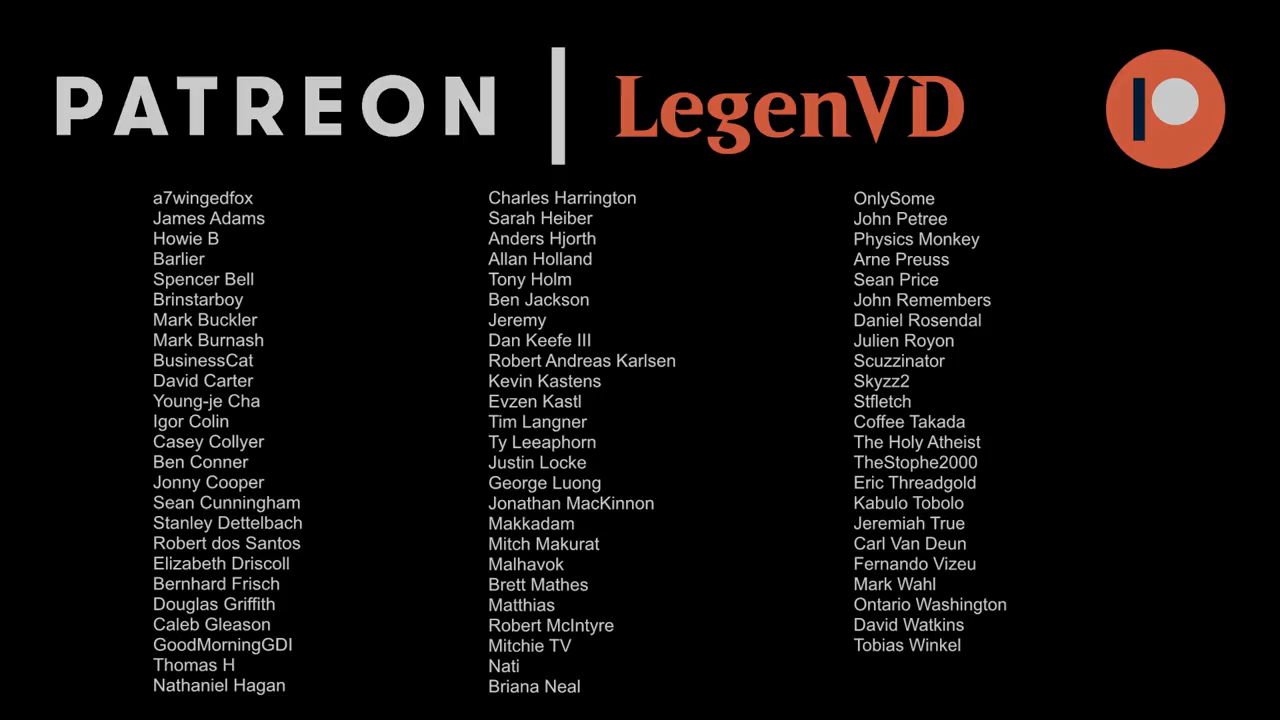 PATREON | LegenVD
a7wingedfox
James Adams
Howie B
Barlier
Spencer Bell
Brinstarboy
Mark Buckler
Mark Burnash
BusinessCat
David Carter
Young-je Cha
Igor Colin
Casey Collyer
Ben Conner
Jonny Cooper
Sean Cunningham
Stanley Dettelbach
Robert dos Santos
Elizabeth Driscoll
Bernhard Frisch
Douglas Griffith
Caleb Gleason
GoodMorningGDI
Thomas H
Nathaniel Hagan
Charles Harrington
Sarah Heiber
Anders Hjorth
Allan Holland
Tony Holm
Ben Jackson
Jeremy
Dan Keefe III
Robert Andreas Karlsen
Kevin Kastens
Evzen Kastl
Tim Langner
Ty Leeaphorn
Justin Locke
George Luong
Jonathan MacKinnon
Makkadam
Mitch Makurat
Malhavok
Brett Mathes
Matthias
Robert McIntyre
Mitchie TV
Nati
Briana Neal
OnlySome
John Petree
Physics Monkey
Arne Preuss
Sean Price
John Remembers
Daniel Rosendal
Julien Royon
Scuzzinator
Skyzz2
Stfletch
Coffee Takada
The Holy Atheist
TheStophe2000
Eric Threadgold
Kabulo Tobolo
Jeremiah True
Carl Van Deun
Fernando Vizeu
Mark Wahl
Ontario Washington
David Watkins
Tobias Winkel